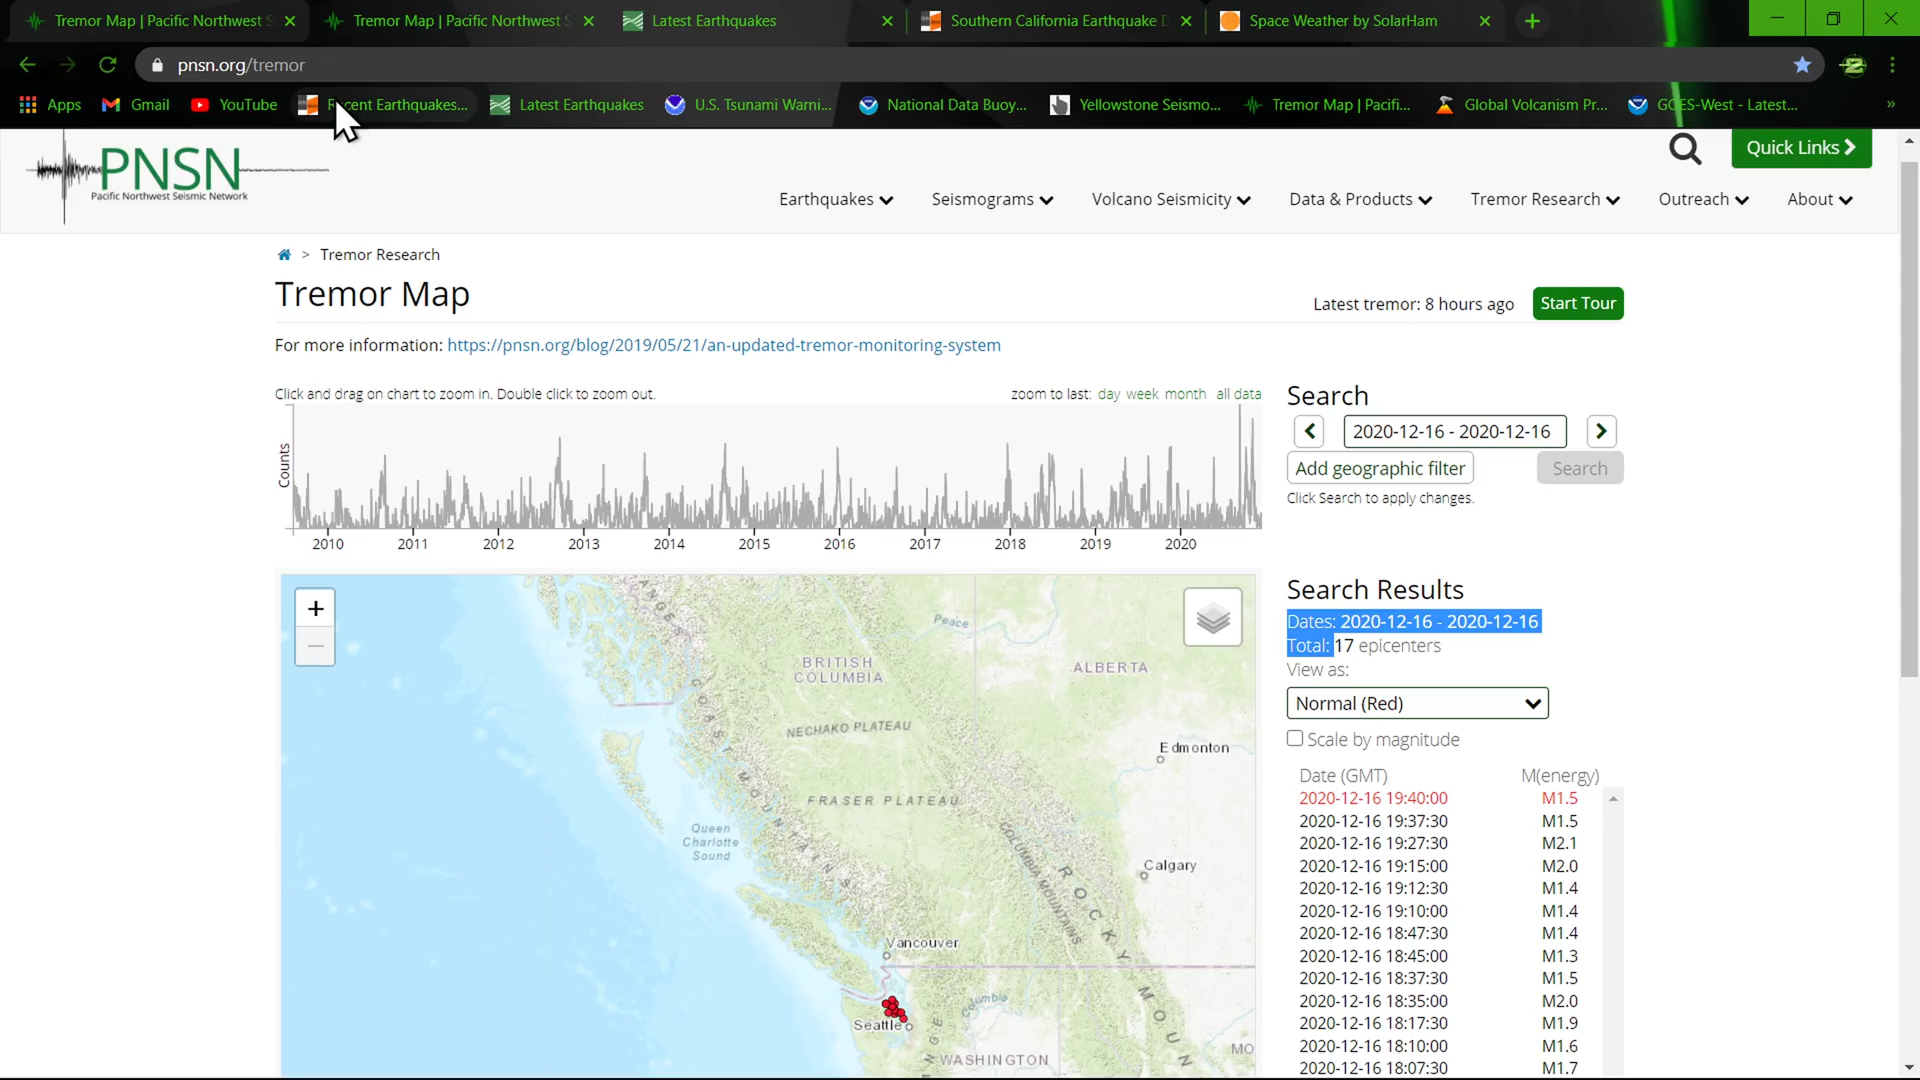 Tremor Map | Pacific Northwest S
Tremor Map | Pacific Northwest S
Latest Earthquakes
Southern California Earthquake D
Space Weather by SolarHam
pnsn.org/tremor
Apps
Gmail
YouTube
Recent Earthquakes...
Latest Earthquakes
U.S. Tsunami Warni...
National Data Buoy...
Yellowstone Seismo...
Tremor Map | Pacifi...
Global Volcanism Pr...
GOES-West - Latest...
»
PNSN
Pacific Northwest Seismic Network
Quick Links
Earthquakes
Seismograms
Volcano Seismicity
Data & Products
Tremor Research
Outreach
About
> Tremor Research
Tremor Map
Latest tremor: 8 hours ago
Start Tour
For more information: https://pnsn.org/blog/2019/05/21/an-updated-tremor-monitoring-system
Click and drag on chart to zoom in. Double click to zoom out.
zoom to last: day week month all data
Counts
2010 2011 2012 2013 2014 2015 2016 2017 2018 2019 2020
Search
2020-12-16 - 2020-12-16
Add geographic filter
Search
Click Search to apply changes.
Search Results
Dates: 2020-12-16 - 2020-12-16
Total: 17 epicenters
View as:
Normal (Red)
Scale by magnitude
Date (GMT) M(energy)
2020-12-16 19:40:00 M1.5
2020-12-16 19:37:30 M1.5
2020-12-16 19:27:30 M2.1
2020-12-16 19:15:00 M2.0
2020-12-16 19:12:30 M1.4
2020-12-16 19:10:00 M1.4
2020-12-16 18:47:30 M1.4
2020-12-16 18:45:00 M1.3
2020-12-16 18:37:30 M1.5
2020-12-16 18:35:00 M2.0
2020-12-16 18:17:30 M1.9
2020-12-16 18:10:00 M1.6
2020-12-16 18:07:30 M1.7
+
−
Peace
BRITISH
COLUMBIA
ALBERTA
NECHAKO PLATEAU
Edmonton
FRASER PLATEAU
COAST MOUNTAINS
Queen
Charlotte
Sound
COLUMBIA MOUNTAINS
ROCKY MOUN
Calgary
Vancouver
Columbia
Seattle
WASHINGTON
MO